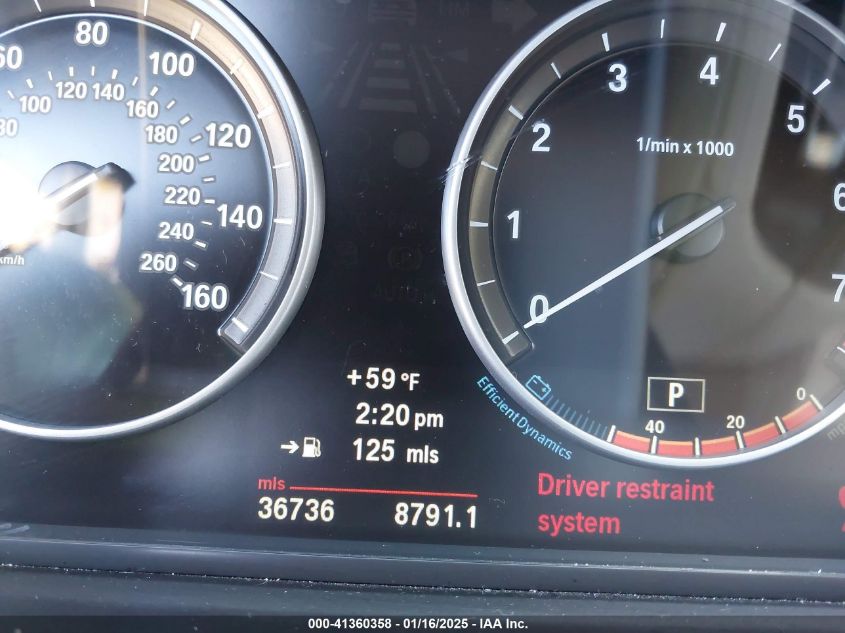 60
80
100
120
140
160
80
100
120
140
160
180
200
220
240
260
km/h
0
1
2
3
4
5
6
7
1/min x 1000
P
40
20
0
Efficient Dynamics
+59 °F
2:20 pm
125 mls
mls
36736 8791.1
Driver restraint
system
000-41360358 - 01/16/2025 - IAA Inc.